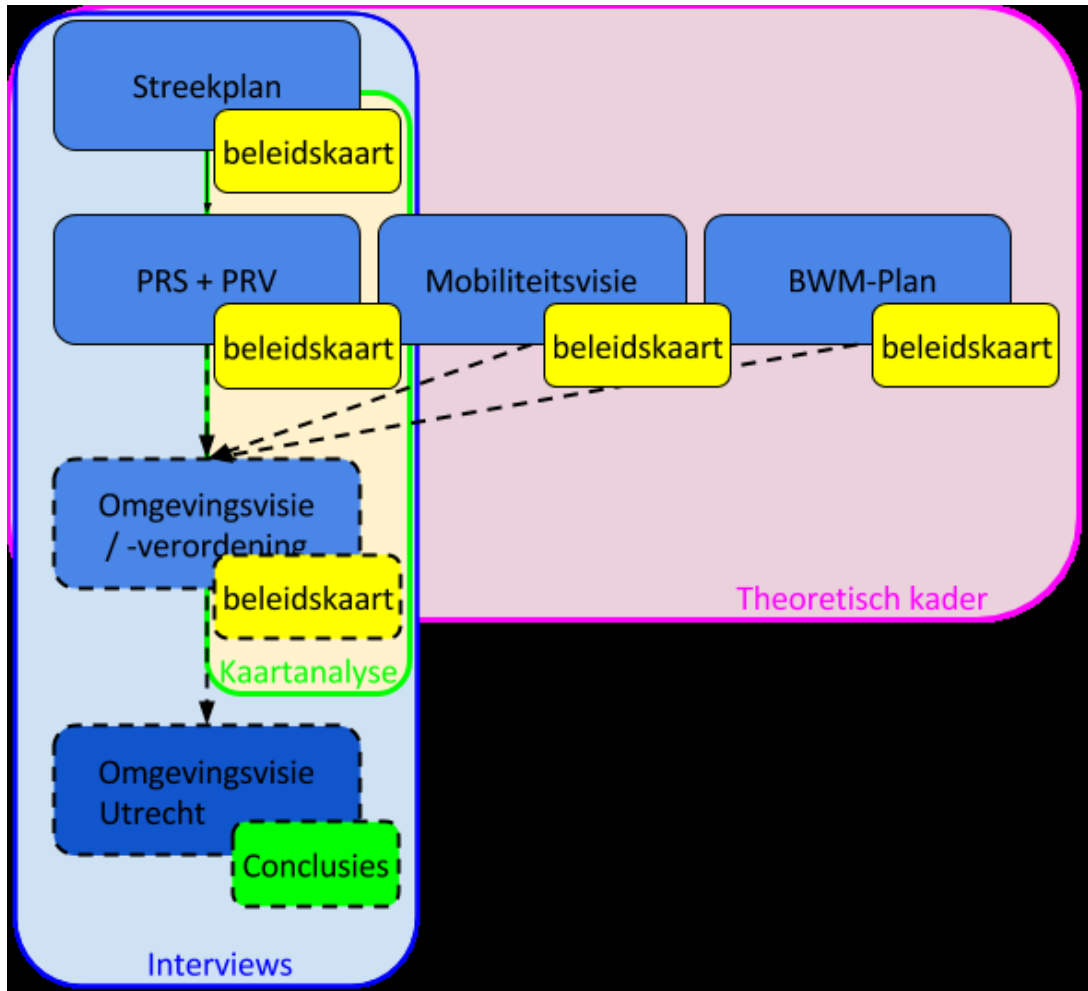 Streekplan
beleidskaart
PRS + PRV
Mobiliteitsvisie
BWM-Plan
beleidskaart
beleidskaart
beleidskaart
Omgevingsvisie
/ -verordening
beleidskaart
Theoretisch kader
Kaartanalyse
Omgevingsvisie
Utrecht
Conclusies
Interviews